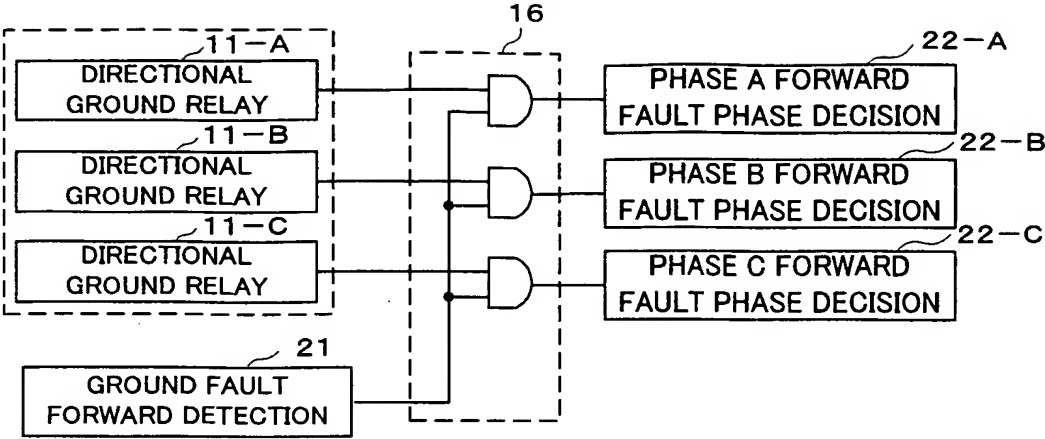 11-A
DIRECTIONAL
GROUND RELAY
11-B
DIRECTIONAL
GROUND RELAY
11-C
DIRECTIONAL
GROUND RELAY
21
GROUND FAULT
FORWARD DETECTION
16
22-A
PHASE A FORWARD
FAULT PHASE DECISION
22-B
PHASE B FORWARD
FAULT PHASE DECISION
22-C
PHASE C FORWARD
FAULT PHASE DECISION